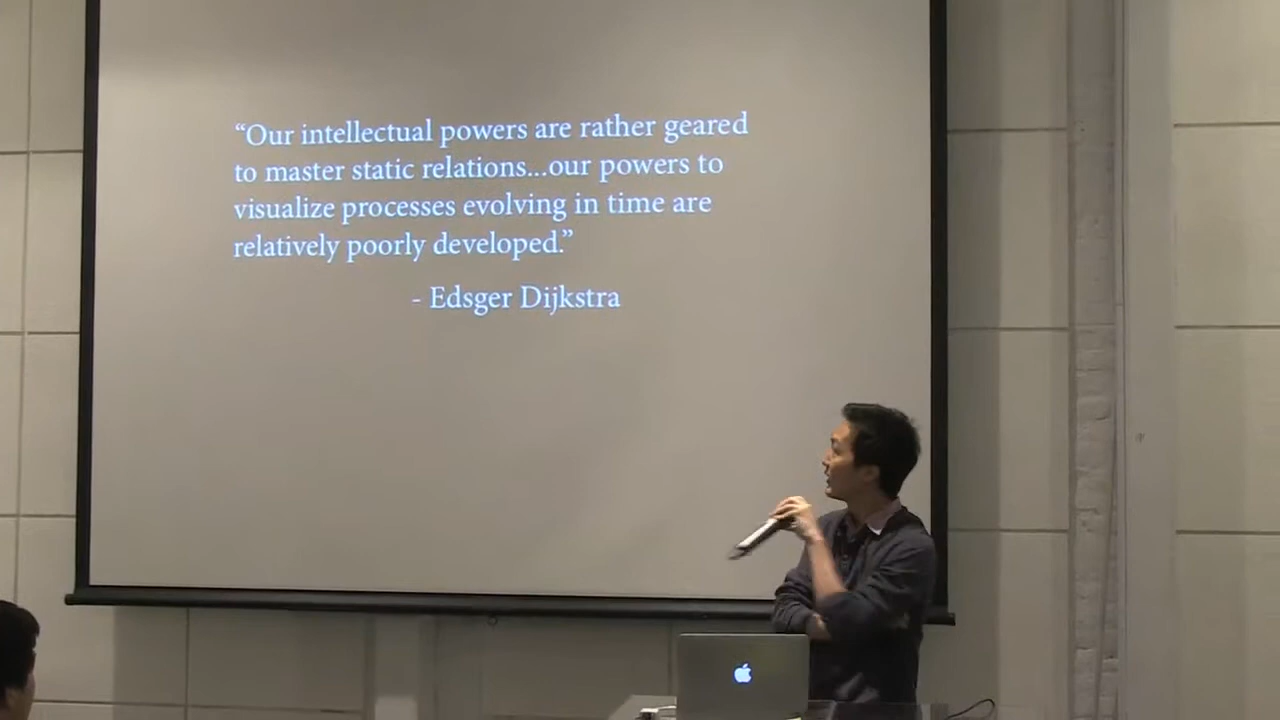 “Our intellectual powers are rather geared
to master static relations...our powers to
visualize processes evolving in time are
relatively poorly developed.”
- Edsger Dijkstra